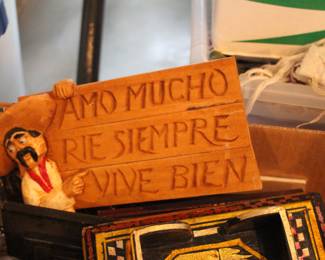 AMO MUCHO
RIE SIEMPRE
VIVE BIEN